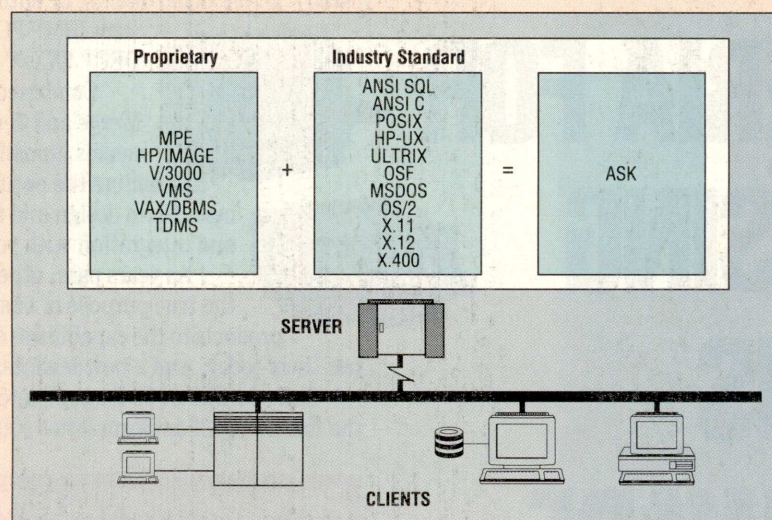 Proprietary
MPE
HP/IMAGE
V/3000
VMS
VAX/DBMS
TDMS
+
Industry Standard
ANSI SQL
ANSI C
POSIX
HP-UX
ULTRIX
OSF
MSDOS
OS/2
X.11
X.12
X.400
=
ASK
SERVER
CLIENTS